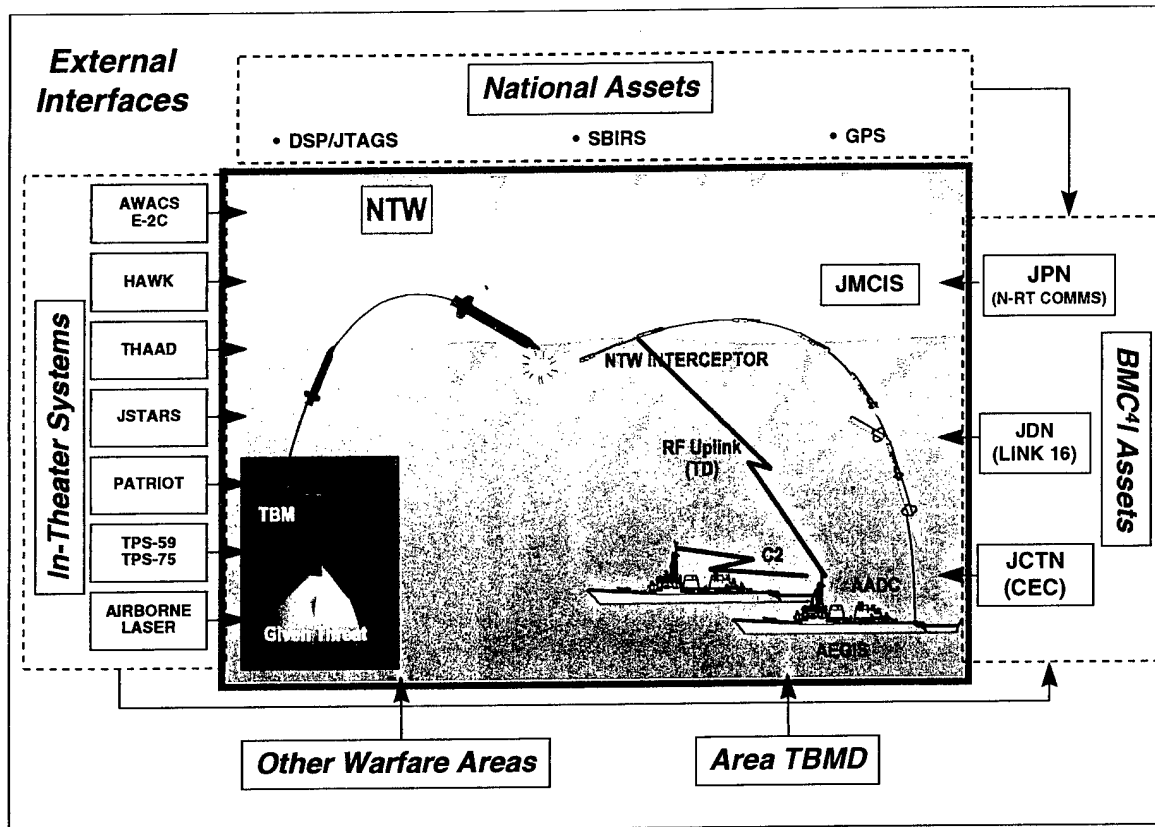 External
Interfaces
National Assets
• DSP/JTAGS
• SBIRS
• GPS
In-Theater Systems
AWACS
E-2C
HAWK
THAAD
JSTARS
PATRIOT
TPS-59
TPS-75
AIRBORNE
LASER
NTW
JMCIS
NTW INTERCEPTOR
RF Uplink
(TD)
TBM
Given Threat
C2
AADC
AEGIS
JPN
(N-RT COMMS)
JDN
(LINK 16)
JCTN
(CEC)
BMC⁴I Assets
Other Warfare Areas
Area TBMD